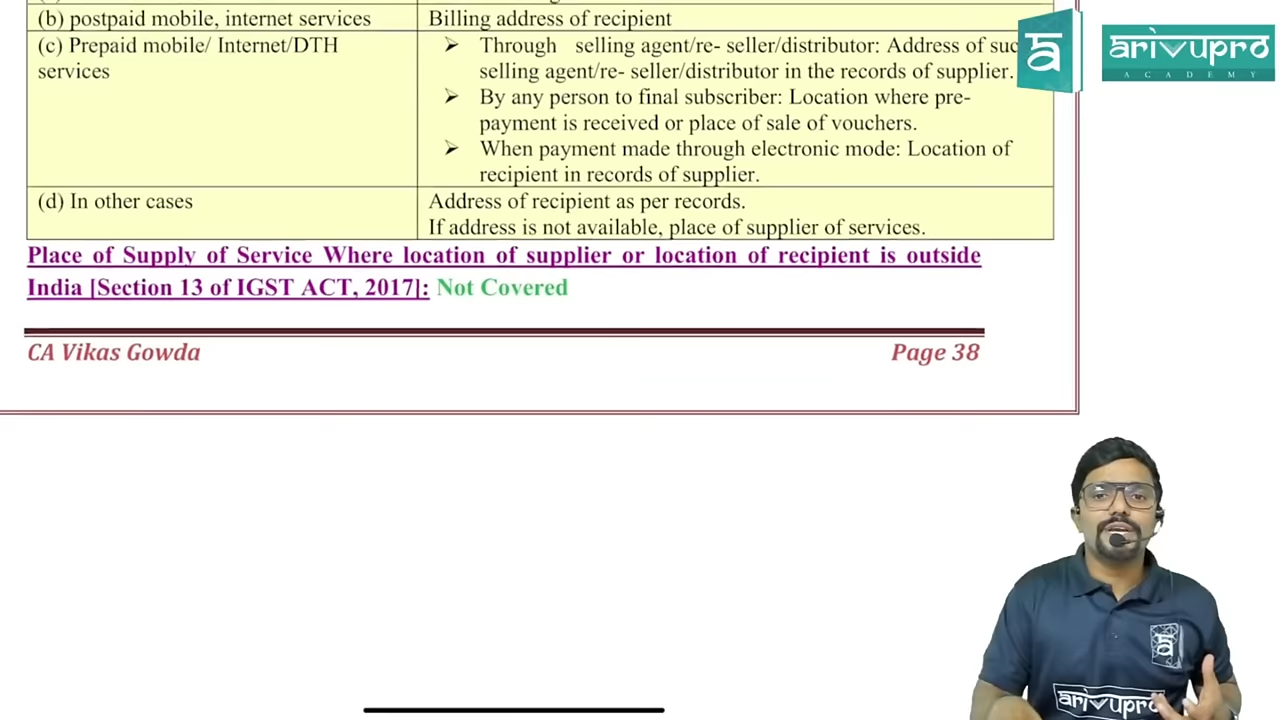 (b) postpaid mobile, internet services
Billing address of recipient
(c) Prepaid mobile/ Internet/DTH
services
➢ Through selling agent/re- seller/distributor: Address of suc
selling agent/re- seller/distributor in the records of supplier.
➢ By any person to final subscriber: Location where pre-
payment is received or place of sale of vouchers.
➢ When payment made through electronic mode: Location of
recipient in records of supplier.
(d) In other cases
Address of recipient as per records.
If address is not available, place of supplier of services.
Place of Supply of Service Where location of supplier or location of recipient is outside
India [Section 13 of IGST ACT, 2017]: Not Covered
CA Vikas Gowda
Page 38
arivupro
ACADEMY
arivupro